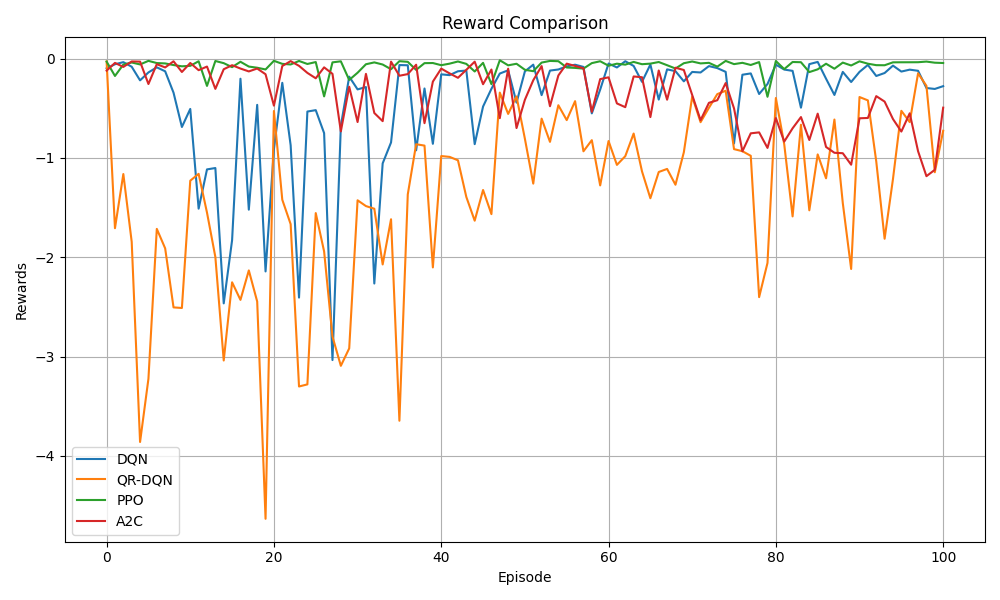 Reward Comparison
Rewards
0
−1
−2
−3
−4
DQN
QR-DQN
PPO
A2C
0 20 40 60 80 100
Episode